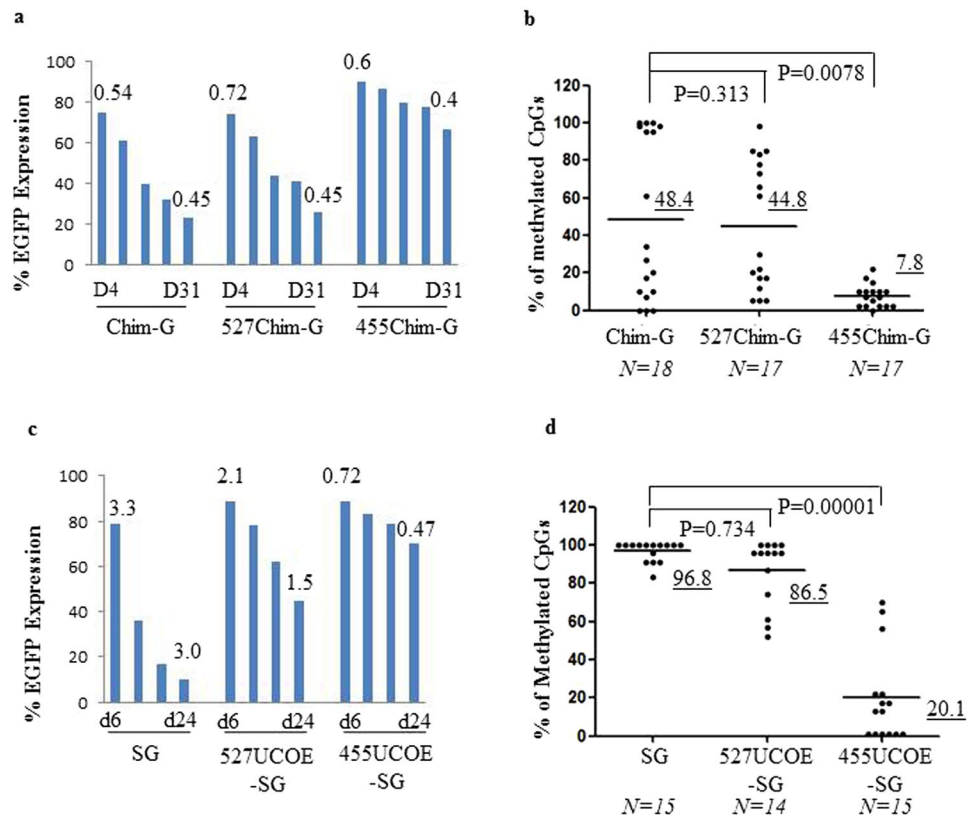 a
% EGFP Expression
100
80
60
40
20
0
0.54
0.45
0.72
0.45
0.6
0.4
D4 D31 D4 D31 D4 D31
Chim-G 527Chim-G 455Chim-G
b
% of methylated CpGs
120
100
80
60
40
20
0
P=0.0078
P=0.313
48.4
44.8
7.8
Chim-G 527Chim-G 455Chim-G
N=18 N=17 N=17
c
% EGFP Expression
100
80
60
40
20
0
3.3
3.0
2.1
1.5
0.72
0.47
d6 d24 d6 d24 d6 d24
SG 527UCOE 455UCOE
-SG -SG
d
% of Methylated CpGs
120
100
80
60
40
20
0
P=0.00001
P=0.734
96.8
86.5
20.1
SG 527UCOE 455UCOE
-SG -SG
N=15 N=14 N=15